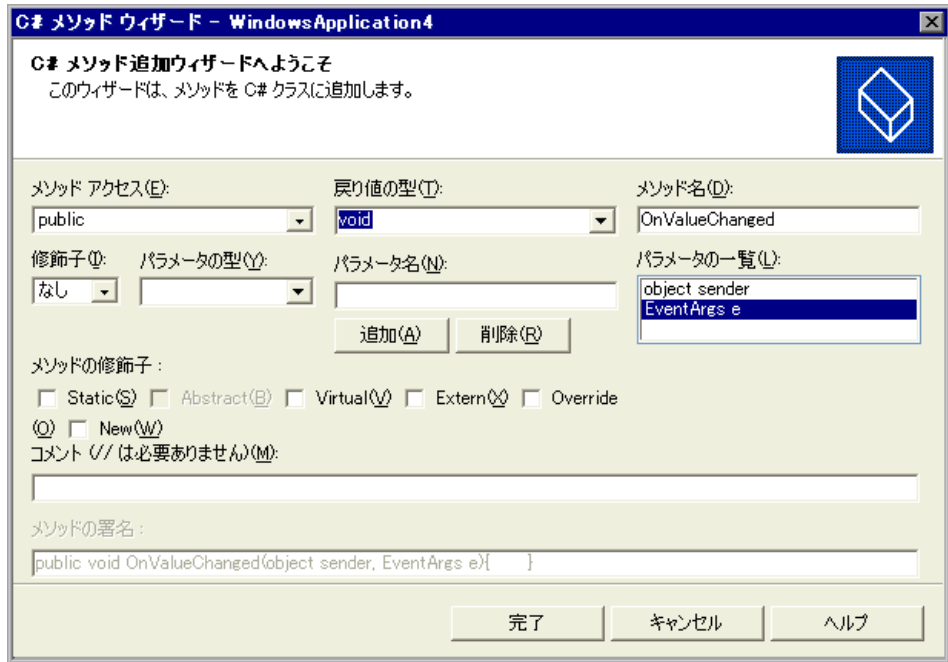 C# メソッド ウィザード - WindowsApplication4
C# メソッド追加ウィザードへようこそ
このウィザードは、メソッドを C# クラスに追加します。
メソッド アクセス(E):
戻り値の型(T):
メソッド名(D):
public
void
OnValueChanged
修飾子(I):
パラメータの型(Y):
パラメータ名(N):
パラメータの一覧(L):
なし
object sender
EventArgs e
追加(A)
削除(R)
メソッドの修飾子 :
Static(S) Abstract(B) Virtual(V) Extern(X) Override
(O) New(W)
コメント (// は必要ありません)(M):
メソッドの署名 :
public void OnValueChanged(object sender, EventArgs e){ }
完了
キャンセル
ヘルプ